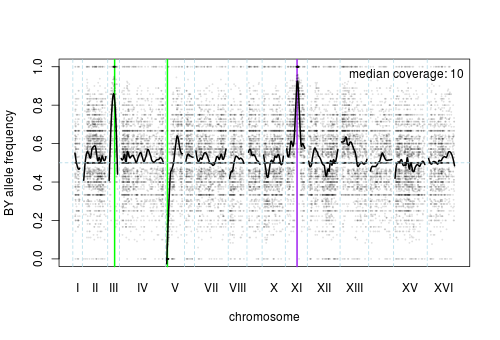 median coverage: 10
BY allele frequency
1.0
0.8
0.6
0.4
0.2
0.0
I II III IV V VII VIII X XI XII XIII XV XVI
chromosome